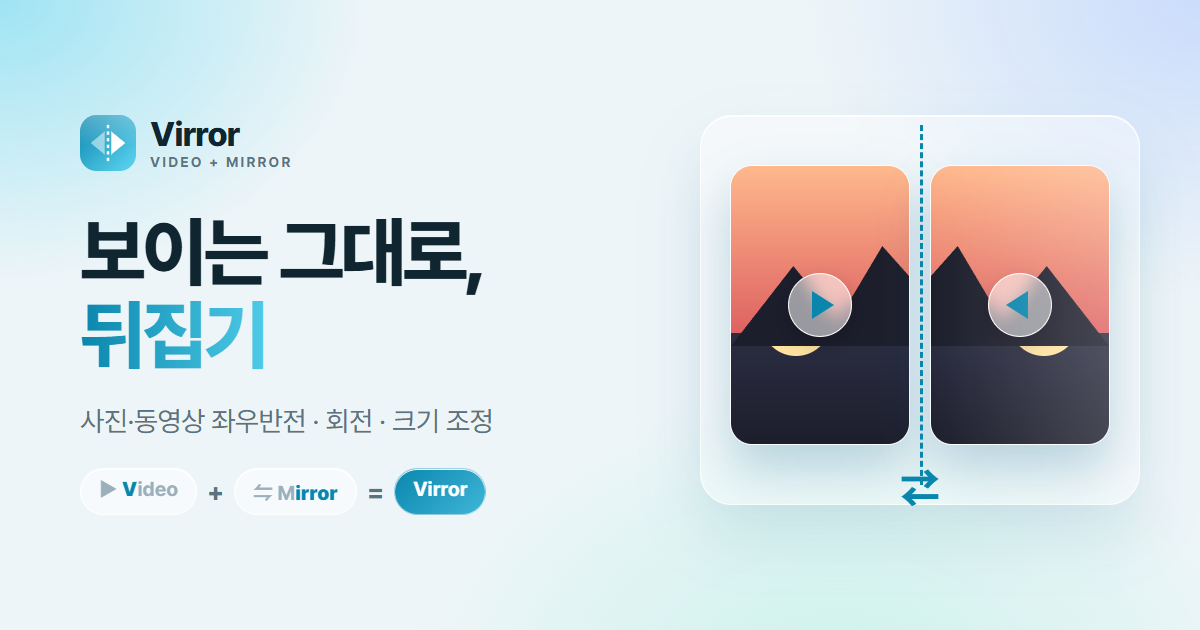 Virror
VIDEO + MIRROR
보이는 그대로,
뒤집기
사진·동영상 좌우반전 · 회전 · 크기 조정
Video + Mirror = Virror